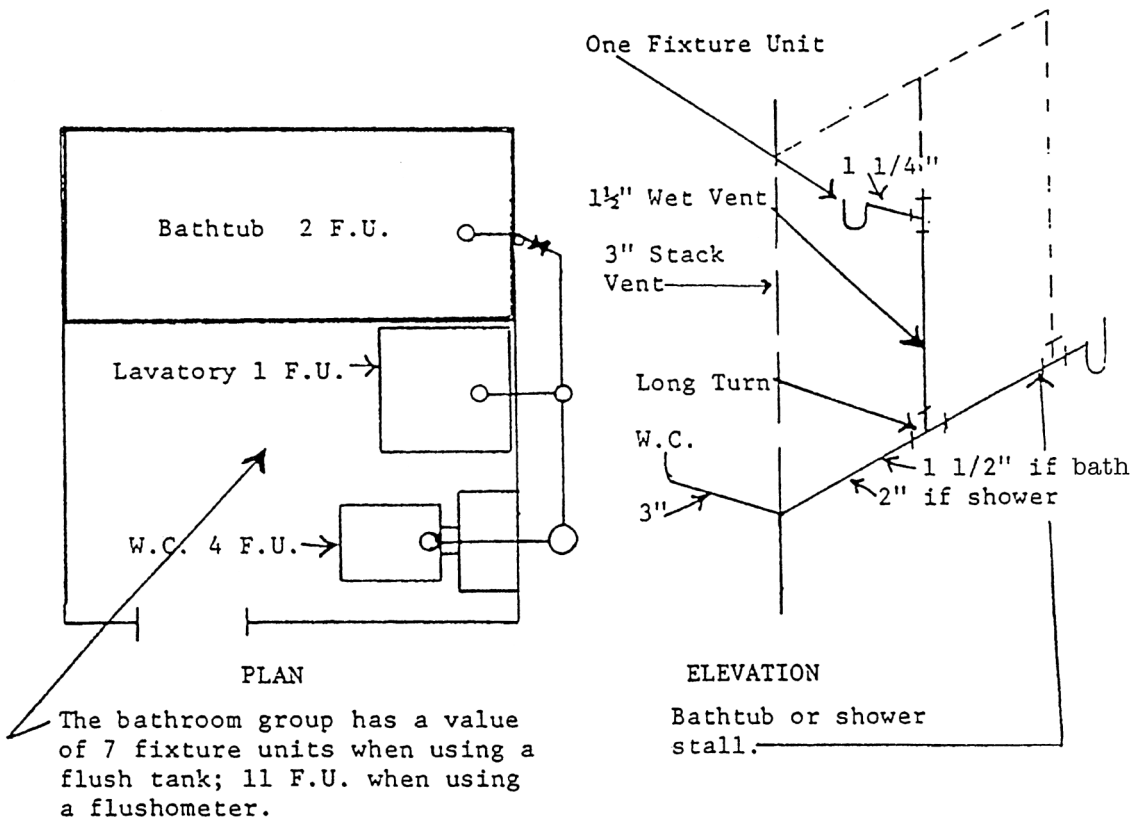 Bathtub 2 F.U.
Lavatory 1 F.U.
W.C. 4 F.U.
PLAN
The bathroom group has a value
of 7 fixture units when using a
flush tank; 11 F.U. when using
a flushometer.
One Fixture Unit
1 1/4"
1½" Wet Vent
3" Stack
Vent
Long Turn
W.C.
3"
1 1/2" if bath
2" if shower
ELEVATION
Bathtub or shower
stall.